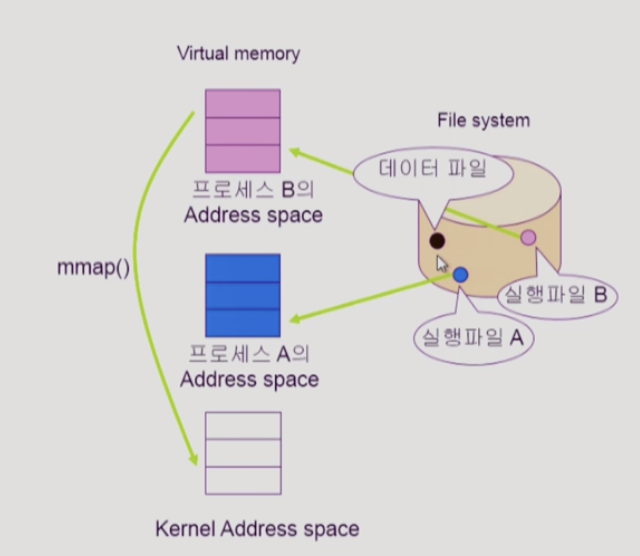 Virtual memory
File system
데이터 파일
프로세스 B의
Address space
mmap()
실행파일 B
실행파일 A
프로세스 A의
Address space
Kernel Address space